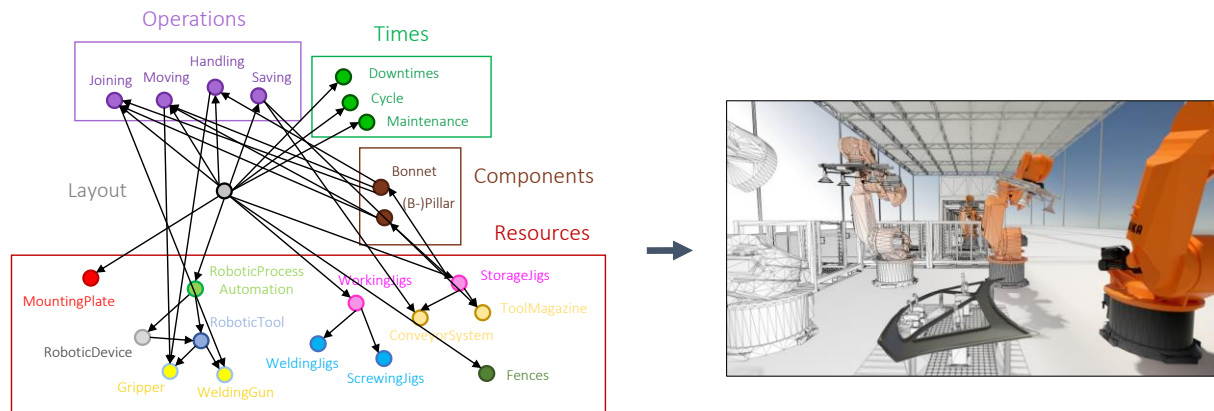 Operations
Times
Handling
Joining
Moving
Saving
Downtimes
Cycle
Maintenance
Layout
Bonnet
(B-)Pillar
Components
Resources
RoboticProcess
Automation
MountingPlate
WorkingJigs
StorageJigs
ToolMagazine
RoboticTool
ConveyorSystem
RoboticDevice
WeldingJigs
ScrewingJigs
Fences
Gripper
WeldingGun